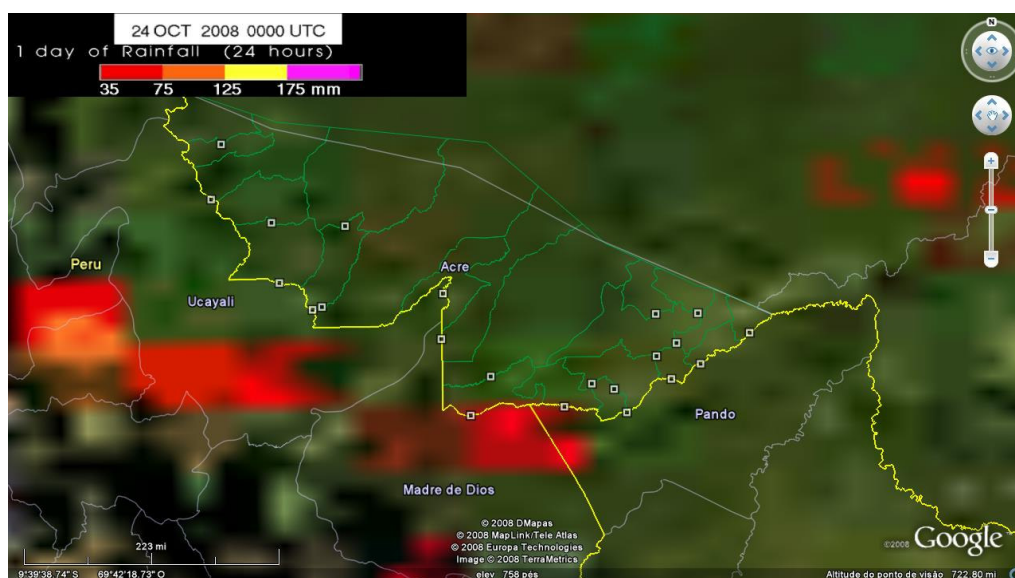 24 OCT 2008 0000 UTC
1 day of Rainfall (24 hours)
35 75 125 175 mm
N
Peru
Acre
Ucayali
Pando
Madre de Dios
© 2008 DMapas
© 2008 MapLink/Tele Atlas
© 2008 Europa Technologies
Image © 2008 TerraMetrics
©2008 Google
223 mi
9°39'38.74" S 69°42'18.73" O
elev 758 pés
Altitude do ponto de visão 722.80 mi